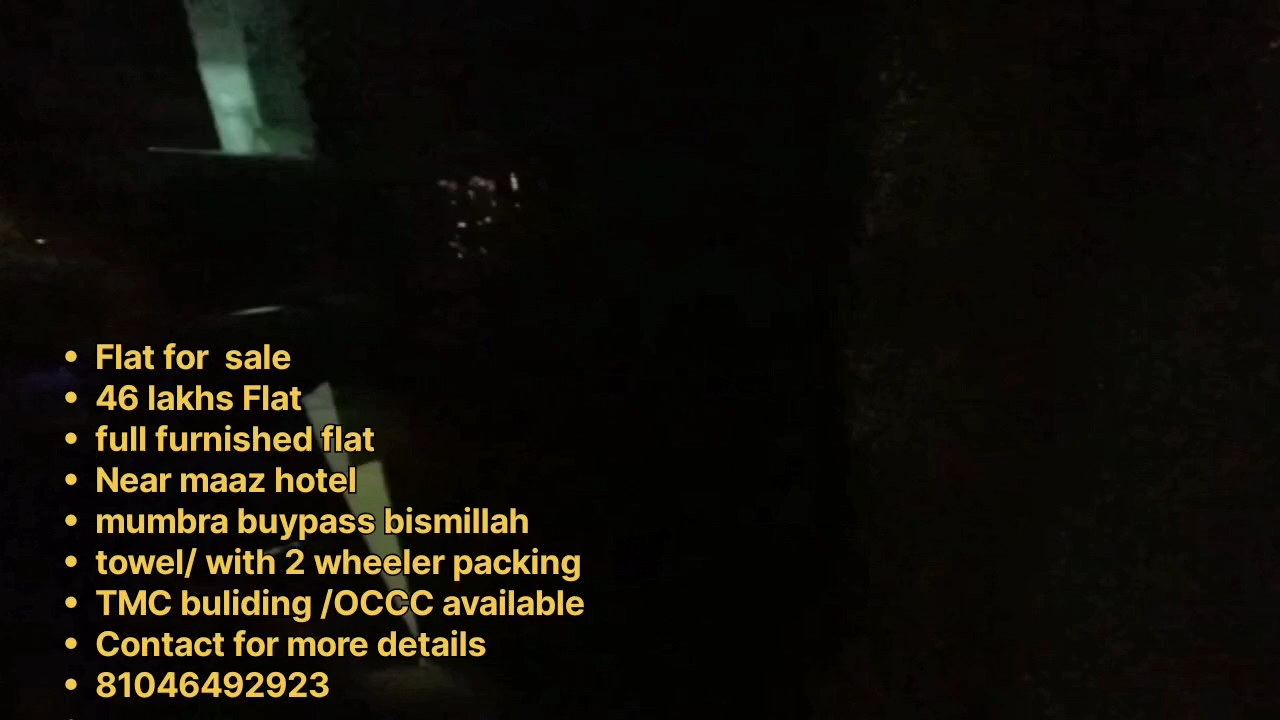 • Flat for  sale
• 46 lakhs Flat
• full furnished flat
• Near maaz hotel
• mumbra buypass bismillah
• towel/ with 2 wheeler packing
• TMC buliding /OCCC available
• Contact for more details
• 81046492923